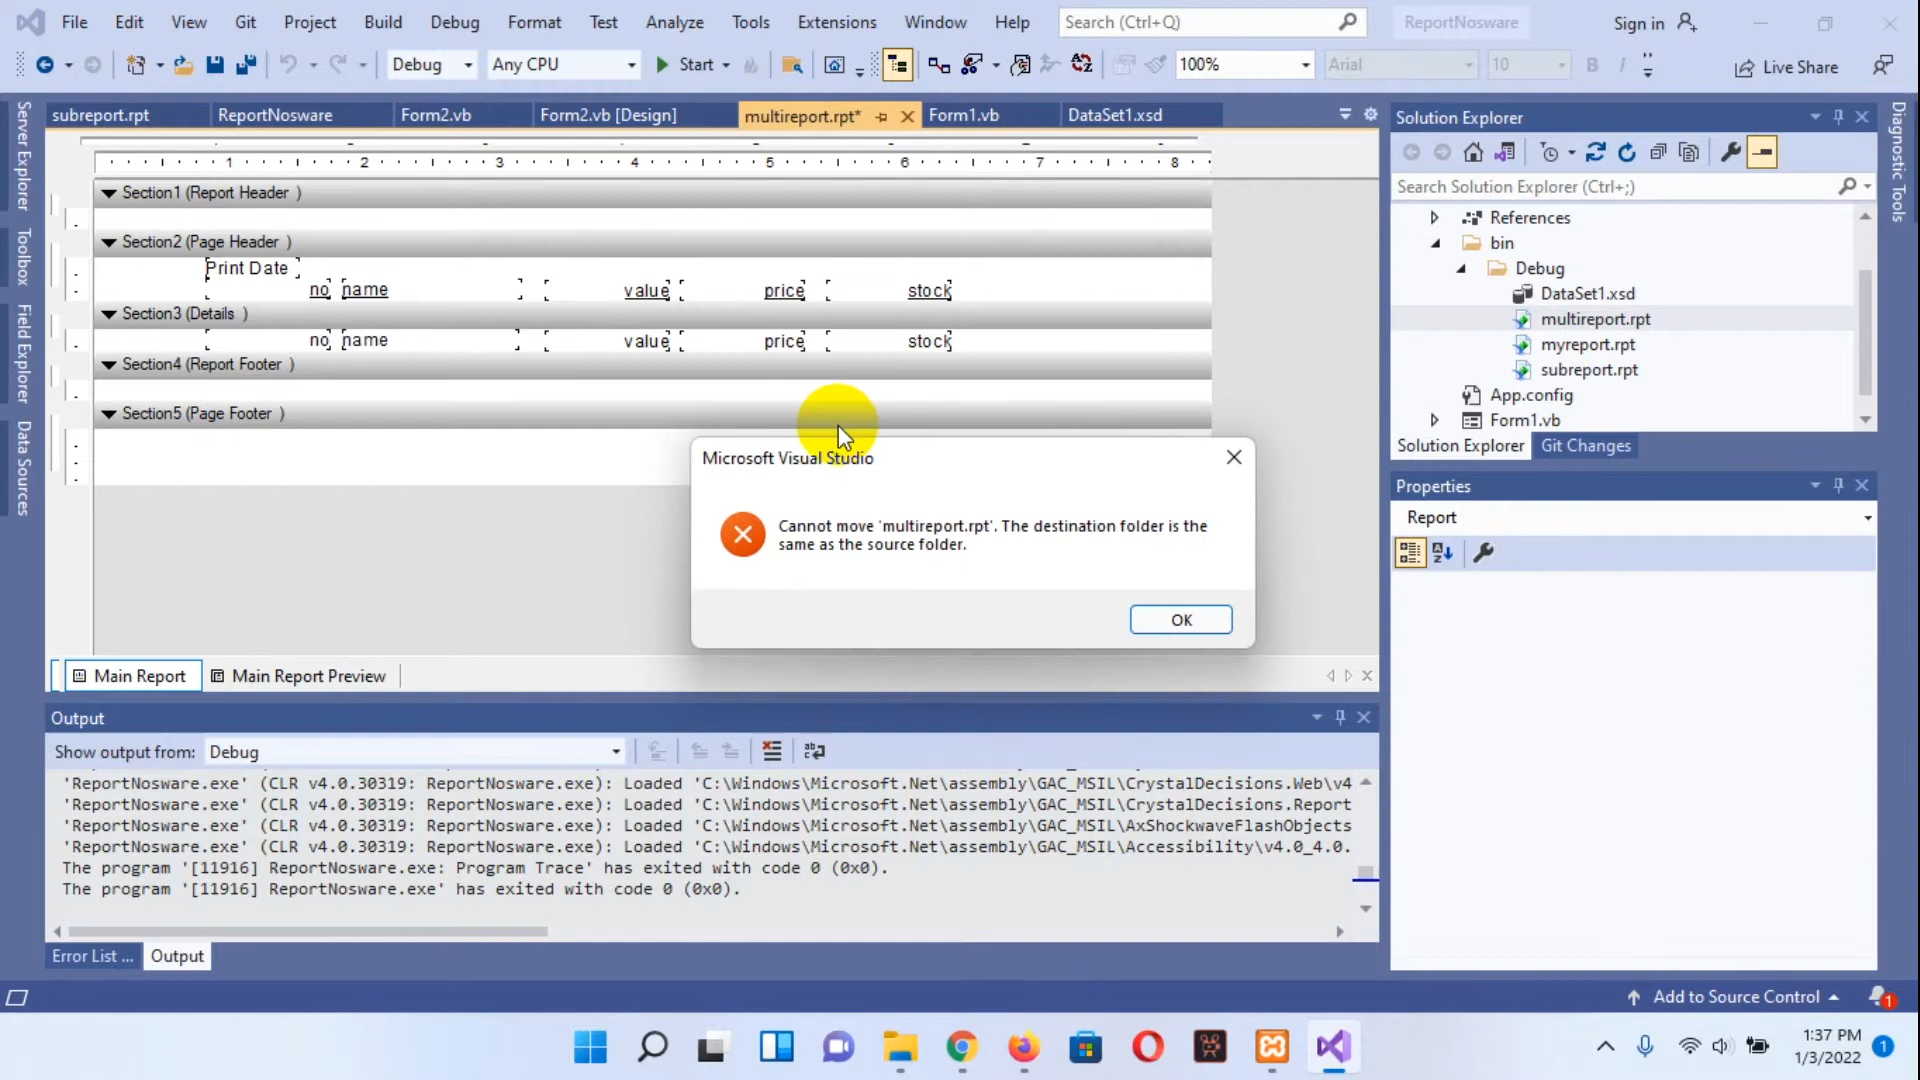 File Edit View Git Project Build Debug Format Test Analyze Tools Extensions Window Help Search (Ctrl+Q) ReportNosware Sign in
Debug Any CPU Start 100% Arial 10 B I Live Share
subreport.rpt ReportNosware Form2.vb Form2.vb [Design] multireport.rpt* Form1.vb DataSet1.xsd
1 2 3 4 5 6 7 8
Section1 (Report Header )
Section2 (Page Header )
Print Date
no name value price stock
Section3 (Details )
no name value price stock
Section4 (Report Footer )
Section5 (Page Footer )
Microsoft Visual Studio
Cannot move 'multireport.rpt'. The destination folder is the
same as the source folder.
OK
Main Report Main Report Preview
Server Explorer
Toolbox
Field Explorer
Data Sources
Output
Show output from: Debug
'ReportNosware.exe' (CLR v4.0.30319: ReportNosware.exe): Loaded 'C:\Windows\Microsoft.Net\assembly\GAC_MSIL\CrystalDecisions.Web\v4
'ReportNosware.exe' (CLR v4.0.30319: ReportNosware.exe): Loaded 'C:\Windows\Microsoft.Net\assembly\GAC_MSIL\CrystalDecisions.Report
'ReportNosware.exe' (CLR v4.0.30319: ReportNosware.exe): Loaded 'C:\Windows\Microsoft.Net\assembly\GAC_MSIL\AxShockwaveFlashObjects
'ReportNosware.exe' (CLR v4.0.30319: ReportNosware.exe): Loaded 'C:\Windows\Microsoft.Net\assembly\GAC_MSIL\Accessibility\v4.0_4.0.
The program '[11916] ReportNosware.exe: Program Trace' has exited with code 0 (0x0).
The program '[11916] ReportNosware.exe' has exited with code 0 (0x0).
Error List ... Output
Solution Explorer
Search Solution Explorer (Ctrl+;)
References
bin
Debug
DataSet1.xsd
multireport.rpt
myreport.rpt
subreport.rpt
App.config
Form1.vb
Solution Explorer Git Changes
Properties
Report
Diagnostic Tools
Add to Source Control 1
1:37 PM
1/3/2022 1